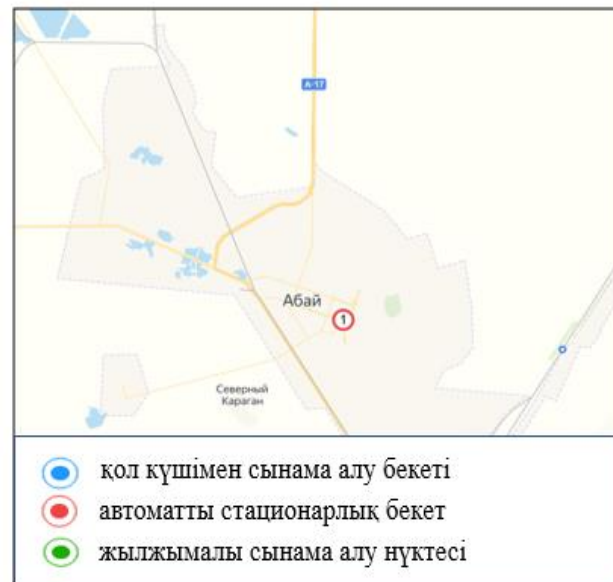 А-17
Абай
1
Северный
Караган
қол күшімен сынама алу бекеті
автоматты стационарлық бекет
жылжымалы сынама алу нүктесі